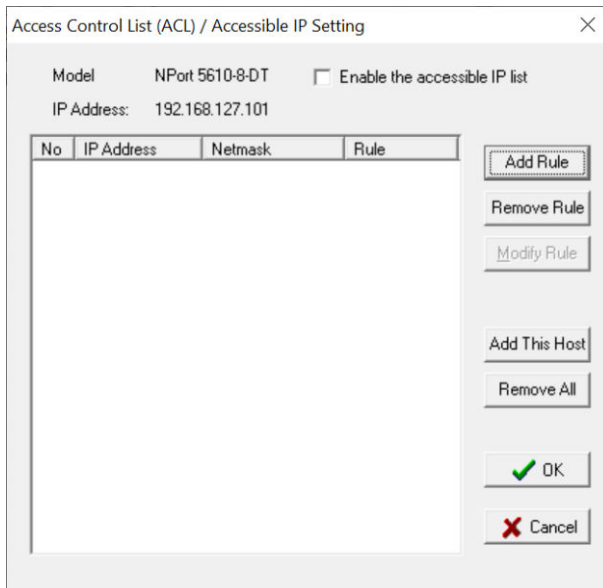 Access Control List (ACL) / Accessible IP Setting
Model NPort 5610-8-DT Enable the accessible IP list
IP Address: 192.168.127.101
No IP Address Netmask Rule
Add Rule
Remove Rule
Modify Rule
Add This Host
Remove All
OK
Cancel